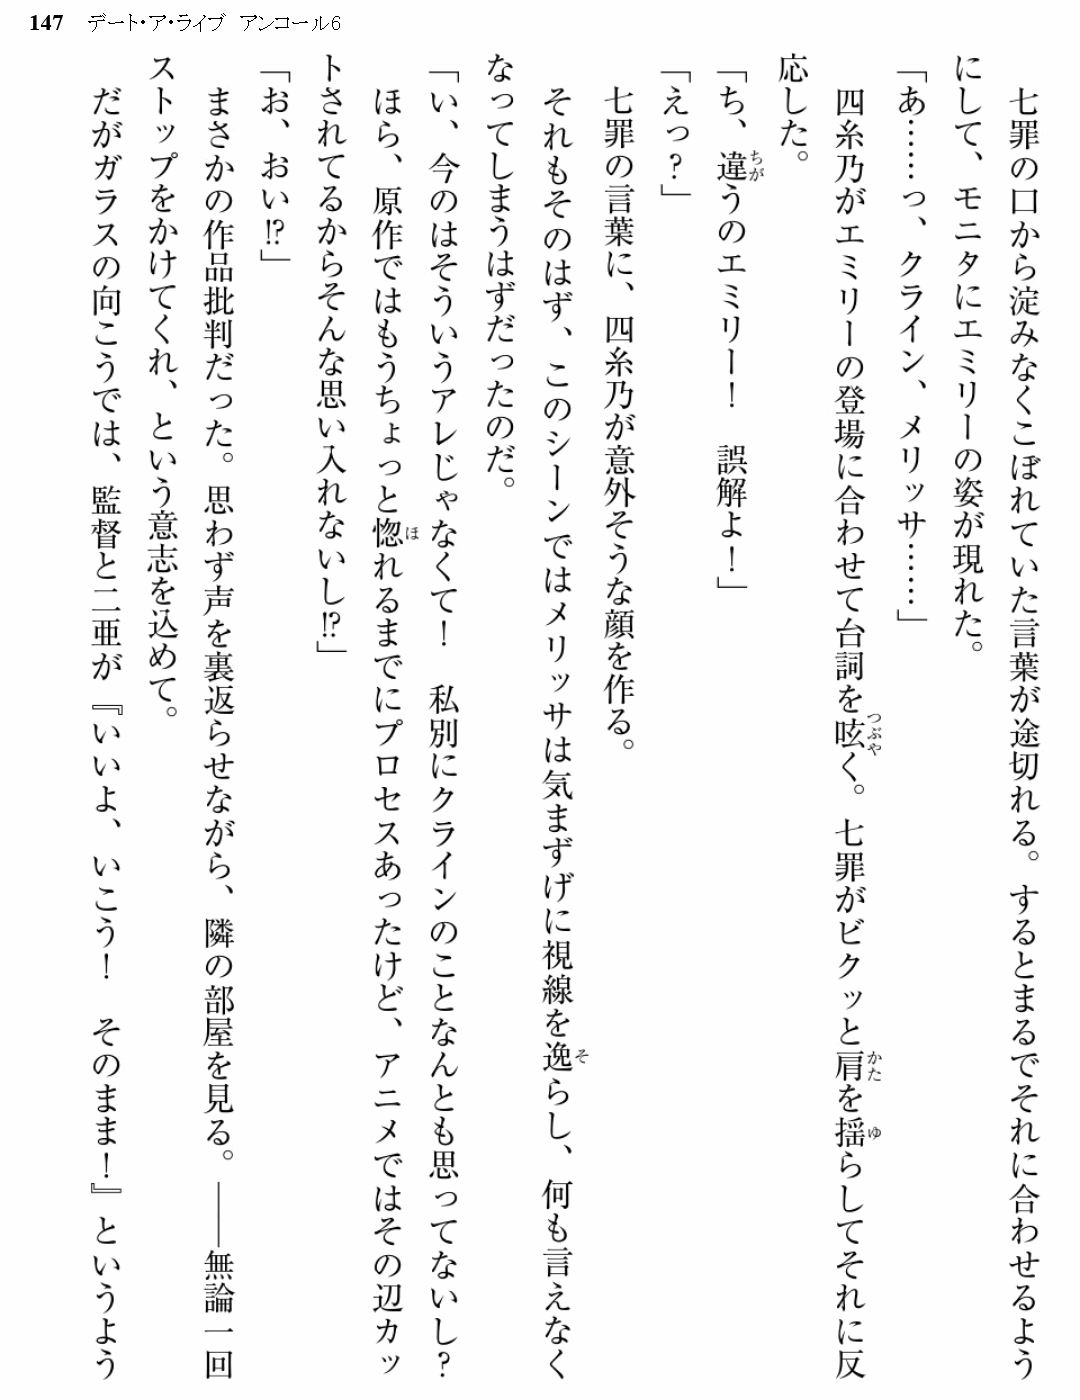 147 デート・ア・ライブ アンコール6
七罪の口から淀みなくこぼれていた言葉が途切れる。するとまるでそれに合わせるよう
にして、モニタにエミリーの姿が現れた。
「あ……っ、クライン、メリッサ……」
四糸乃がエミリーの登場に合わせて台詞を呟く。七罪がビクッと肩を揺らしてそれに反
応した。
「ち、違うのエミリー！　誤解よ！」
「えっ？」
七罪の言葉に、四糸乃が意外そうな顔を作る。
それもそのはず、このシーンではメリッサは気まずげに視線を逸らし、何も言えなく
なってしまうはずだったのだ。
「い、今のはそういうアレじゃなくて！　私別にクラインのことなんとも思ってないし？
ほら、原作ではもうちょっと惚れるまでにプロセスあったけど、アニメではその辺カッ
トされてるからそんな思い入れないし⁉」
「お、おい⁉」
まさかの作品批判だった。思わず声を裏返らせながら、隣の部屋を見る。――無論一回
ストップをかけてくれ、という意志を込めて。
だがガラスの向こうでは、監督と二亜が『いいよ、いこう！　そのまま！』というよう